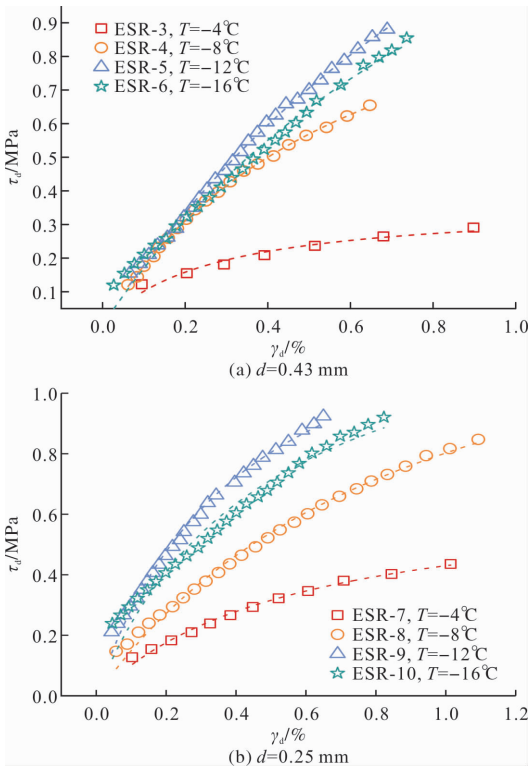 0.9
0.8
0.7
0.6
0.5
0.4
0.3
0.2
0.1
τd/MPa
ESR-3, T=−4℃
ESR-4, T=−8℃
ESR-5, T=−12℃
ESR-6, T=−16℃
0.0 0.2 0.4 0.6 0.8 1.0
γd/%
(a) d=0.43 mm
1.0
0.8
0.6
0.4
0.2
0.0
τd/MPa
ESR-7, T=−4℃
ESR-8, T=−8℃
ESR-9, T=−12℃
ESR-10, T=−16℃
0.0 0.2 0.4 0.6 0.8 1.0 1.2
γd/%
(b) d=0.25 mm